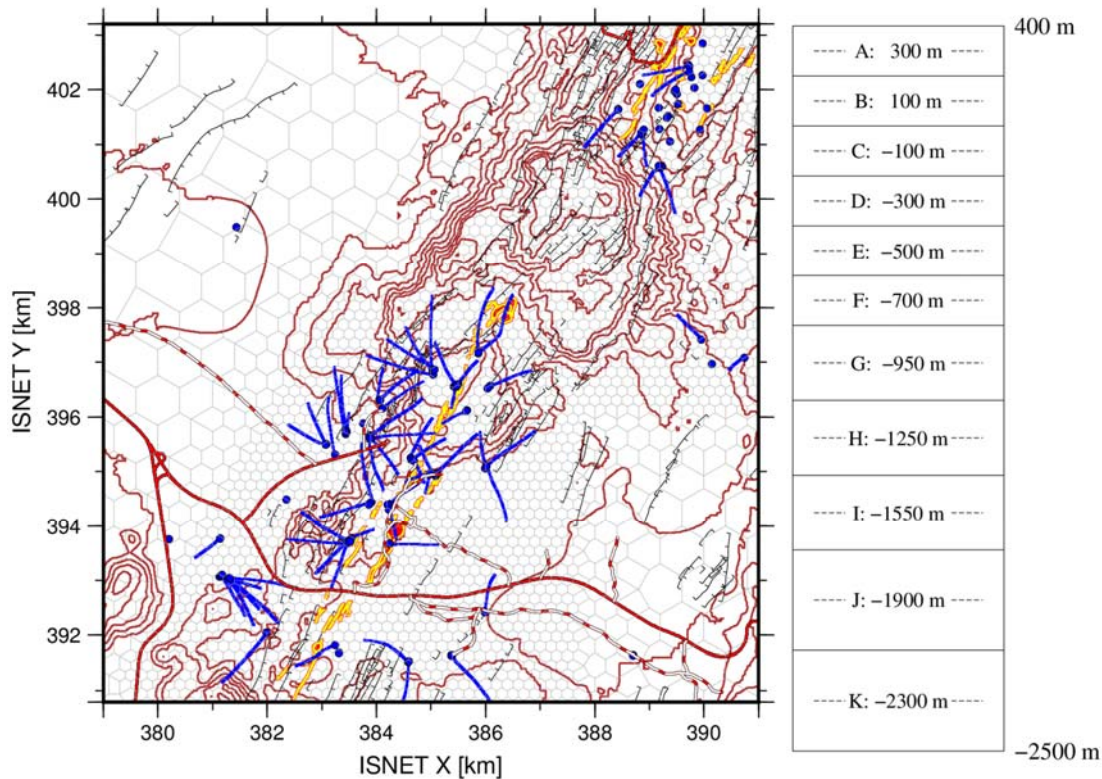 400 m
A: 300 m
B: 100 m
C: −100 m
D: −300 m
E: −500 m
F: −700 m
G: −950 m
H: −1250 m
I: −1550 m
J: −1900 m
K: −2300 m
−2500 m
ISNET Y [km]
402
400
398
396
394
392
380 382 384 386 388 390
ISNET X [km]